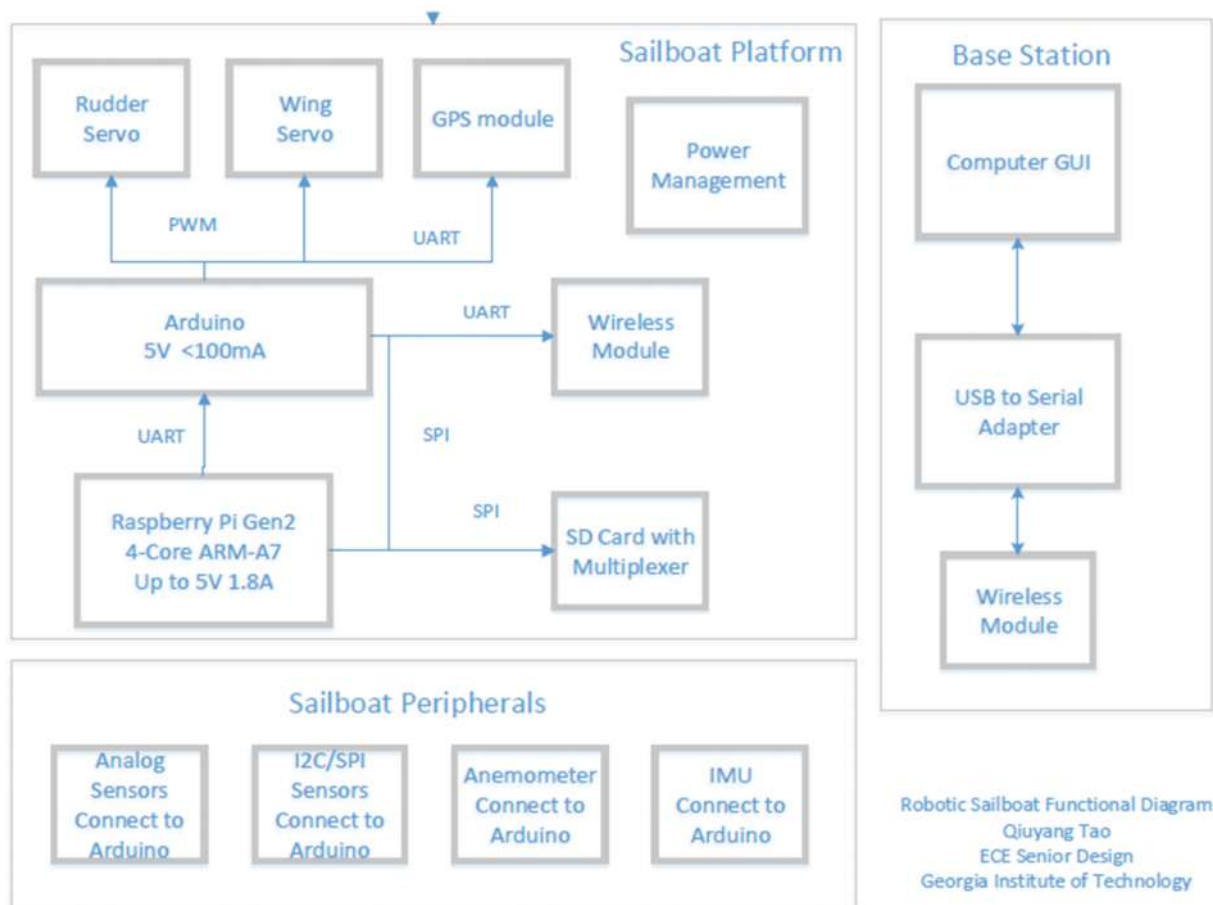 Sailboat Platform
Rudder
Servo
Wing
Servo
GPS module
Power
Management
PWM
UART
Arduino
5V <100mA
UART
Wireless
Module
UART
SPI
Raspberry Pi Gen2
4-Core ARM-A7
Up to 5V 1.8A
SPI
SD Card with
Multiplexer
Base Station
Computer GUI
USB to Serial
Adapter
Wireless
Module
Sailboat Peripherals
Analog
Sensors
Connect to
Arduino
I2C/SPI
Sensors
Connect to
Arduino
Anemometer
Connect to
Arduino
IMU
Connect to
Arduino
Robotic Sailboat Functional Diagram
Qiuyang Tao
ECE Senior Design
Georgia Institute of Technology